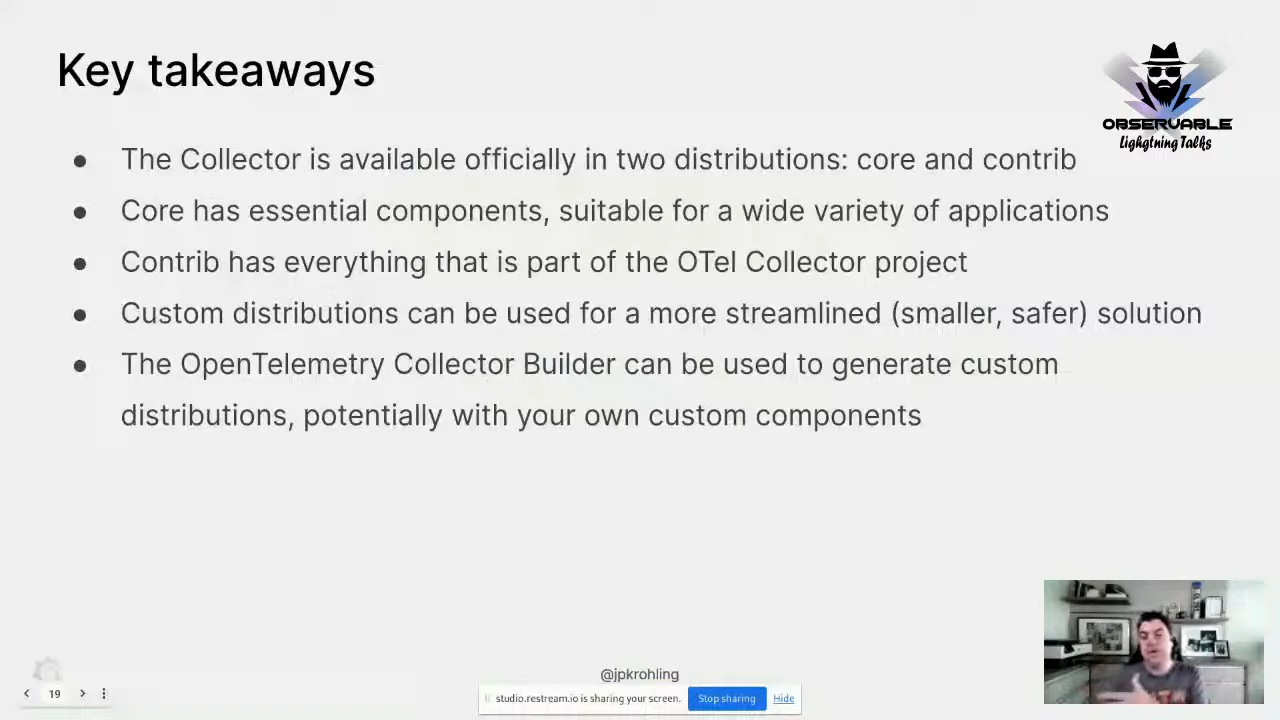 Key takeaways
OBSERVABLE
Lighgtning Talks
● The Collector is available officially in two distributions: core and contrib
● Core has essential components, suitable for a wide variety of applications
● Contrib has everything that is part of the OTel Collector project
● Custom distributions can be used for a more streamlined (smaller, safer) solution
● The OpenTelemetry Collector Builder can be used to generate custom
distributions, potentially with your own custom components
@jpkrohling
19
studio.restream.io is sharing your screen. Stop sharing Hide